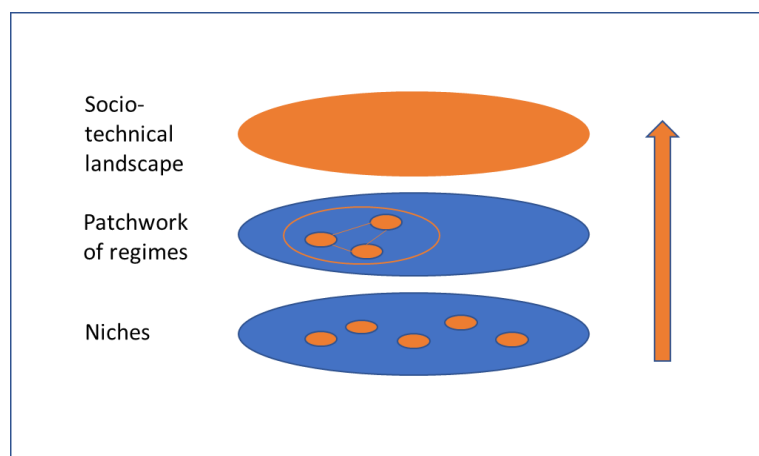 Socio-
technical
landscape
Patchwork
of regimes
Niches